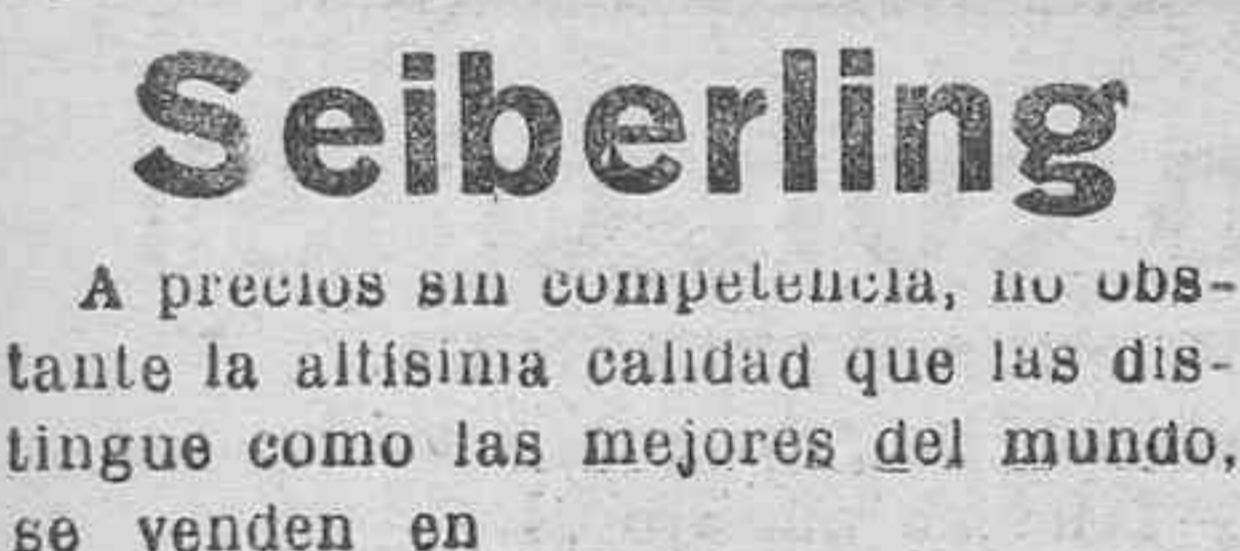 Seiberling
A precios sin competencia, no obs-
tante la altísima calidad que las dis-
tingue como las mejores del mundo,
se venden en